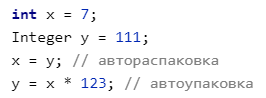 int x = 7;
Integer y = 111;
x = y; // автораспаковка
y = x * 123; // автоупаковка